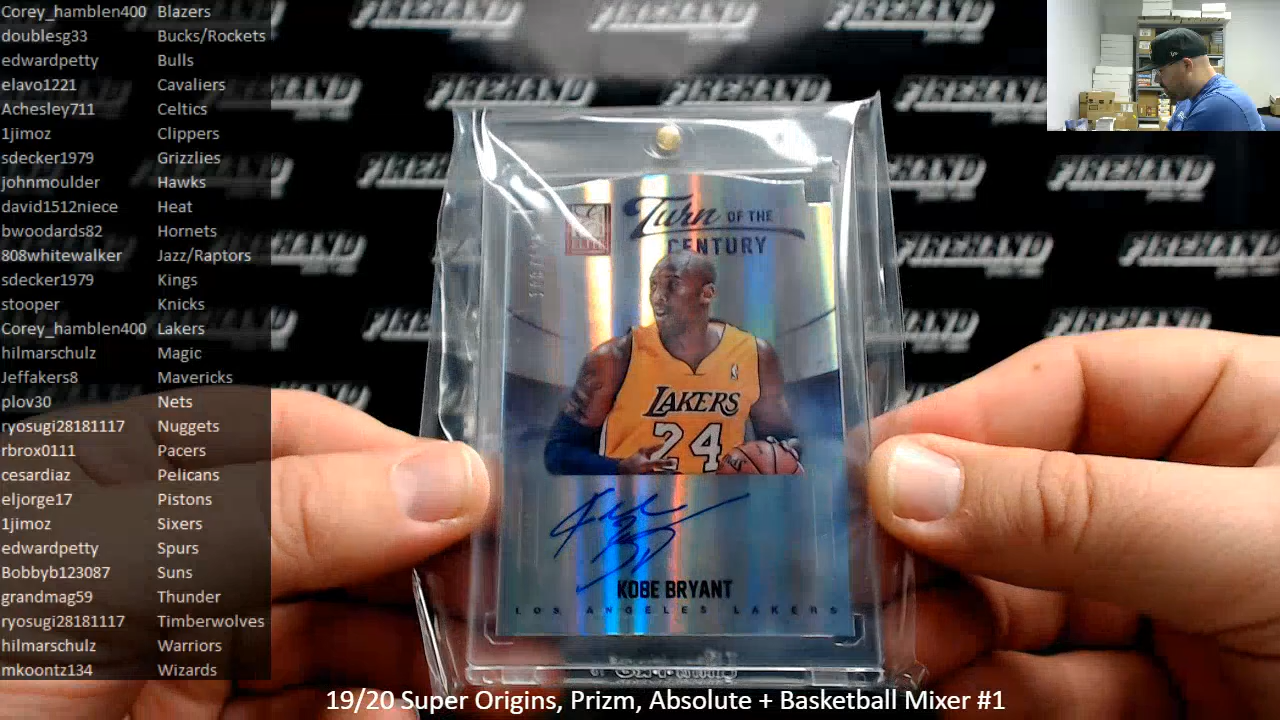 Corey_hamblen400 Blazers
doublesg33 Bucks/Rockets
edwardpetty Bulls
elavo1221 Cavaliers
Achesley711 Celtics
1jimoz Clippers
sdecker1979 Grizzlies
johnmoulder Hawks
david1512niece Heat
bwoodards82 Hornets
808whitewalker Jazz/Raptors
sdecker1979 Kings
stooper Knicks
Corey_hamblen400 Lakers
hilmarschulz Magic
Jeffakers8 Mavericks
plov30 Nets
ryosugi28181117 Nuggets
rbrox0111 Pacers
cesardiaz Pelicans
eljorge17 Pistons
1jimoz Sixers
edwardpetty Spurs
Bobbyb123087 Suns
grandmag59 Thunder
ryosugi28181117 Timberwolves
hilmarschulz Warriors
mkoontz134 Wizards
FIREHAND
ELITE
Turn OF THE
CENTURY
LAKERS
24
KOBE BRYANT
LOS ANGELES LAKERS
19/20 Super Origins, Prizm, Absolute + Basketball Mixer #1